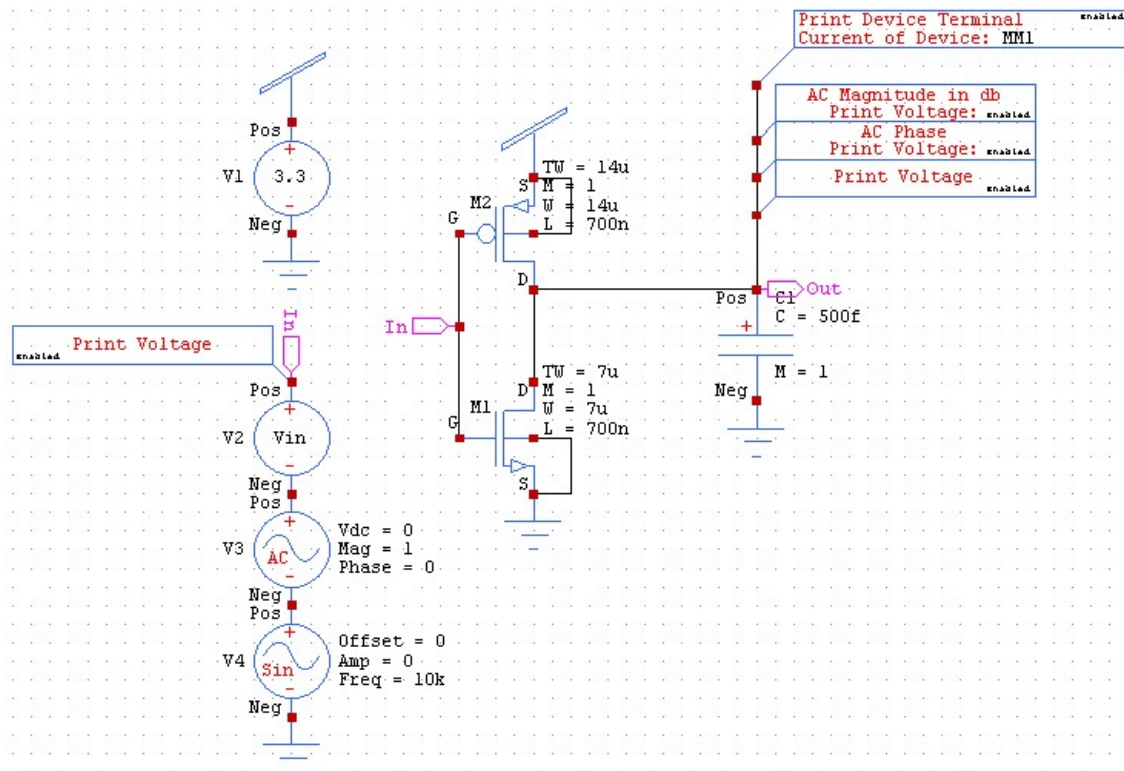 Print Device Terminal
enabled
Current of Device: MM1
AC Magnitude in db
Print Voltage: enabled
AC Phase
Print Voltage: enabled
Print Voltage
enabled
Pos
+
V1
3.3
-
Neg
S
TW = 14u
M = 1
W = 14u
L = 700n
M2
G
D
In
Pos
Out
C1
C = 500f
+
M = 1
Neg
In
Print Voltage
enabled
Pos
+
V2
Vin
-
Neg
D
TW = 7u
M = 1
W = 7u
L = 700n
M1
G
S
Pos
+
V3
AC
-
Neg
Vdc = 0
Mag = 1
Phase = 0
Pos
+
V4
Sin
-
Neg
Offset = 0
Amp = 0
Freq = 10k